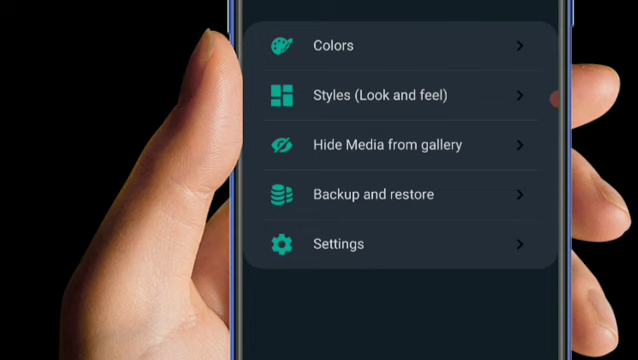 Colors
Styles (Look and feel)
Hide Media from gallery
Backup and restore
Settings